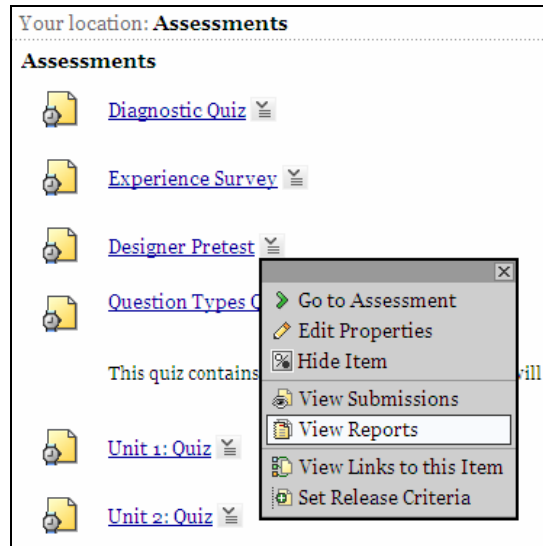 Your location: Assessments
Assessments
Diagnostic Quiz
Experience Survey
Designer Pretest
Question Types Q
Go to Assessment
Edit Properties
Hide Item
This quiz contains will
View Submissions
View Reports
Unit 1: Quiz
View Links to this Item
Set Release Criteria
Unit 2: Quiz